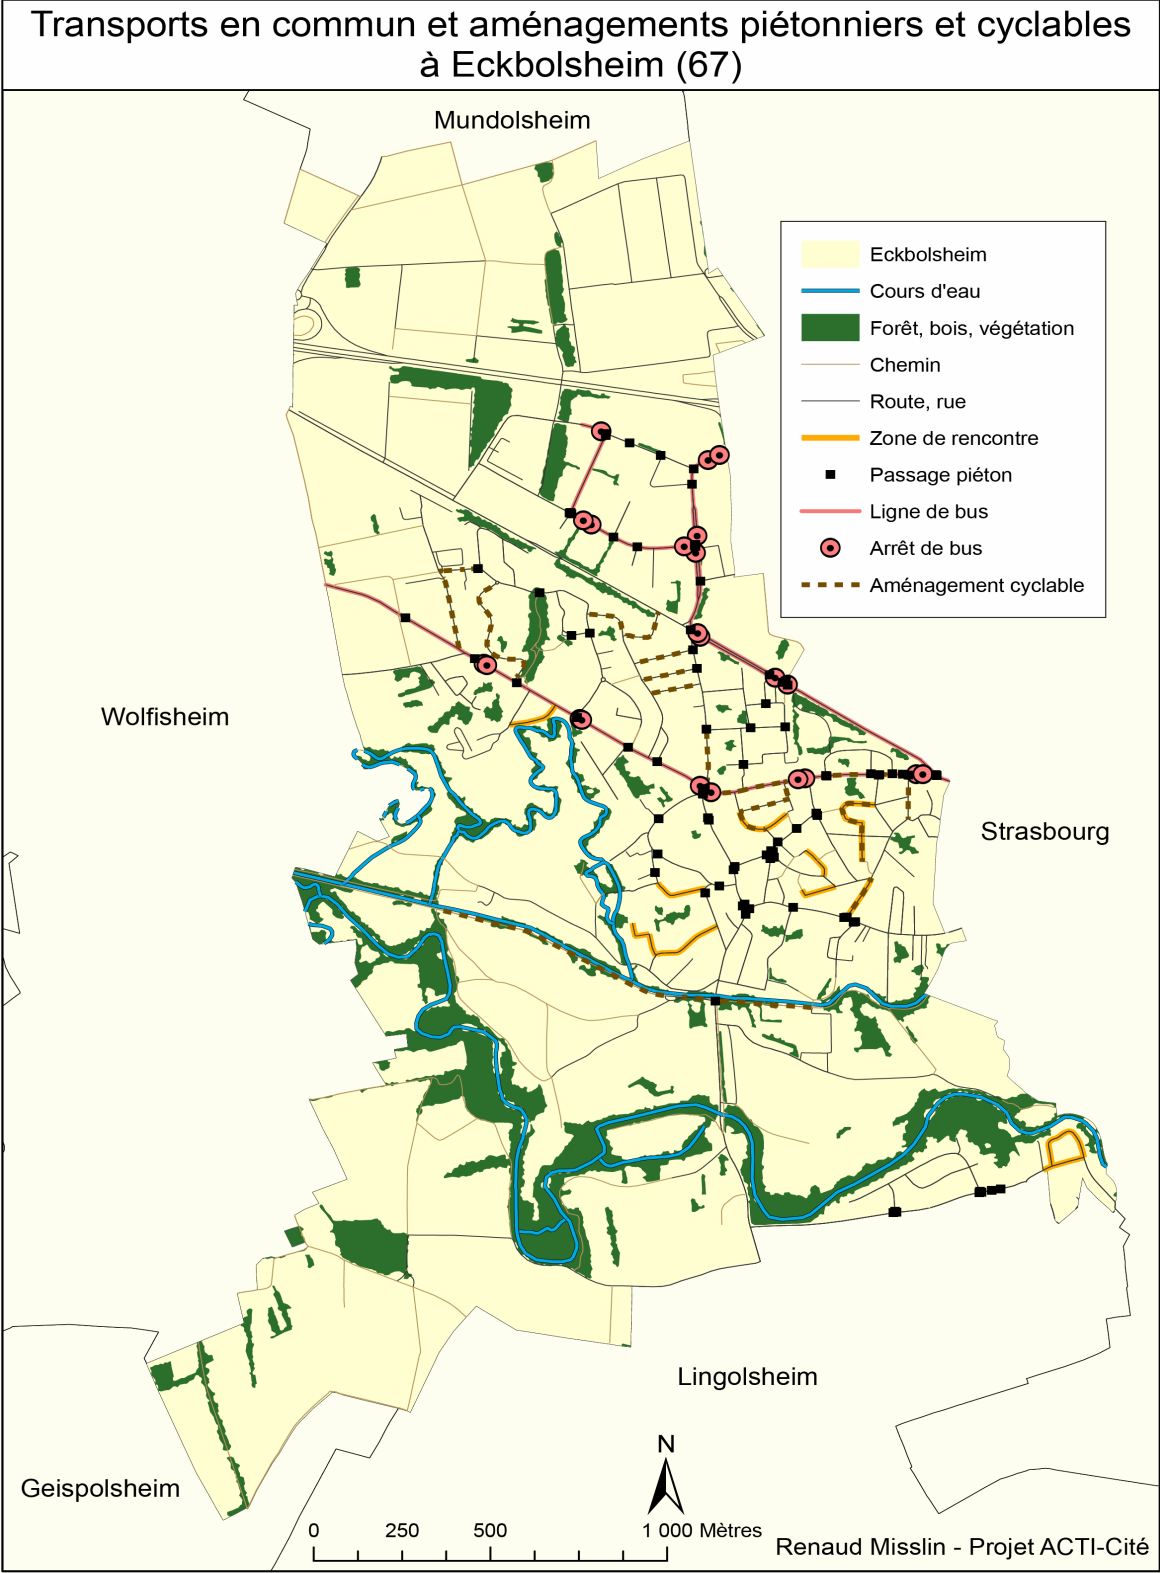 Transports en commun et aménagements piétonniers et cyclables
à Eckbolsheim (67)
Mundolsheim
Eckbolsheim
Cours d'eau
Forêt, bois, végétation
Chemin
Route, rue
Zone de rencontre
Passage piéton
Ligne de bus
Arrêt de bus
Aménagement cyclable
Wolfisheim
Strasbourg
Lingolsheim
Geispolsheim
N
0 250 500 1 000 Mètres
Renaud Misslin - Projet ACTI-Cité